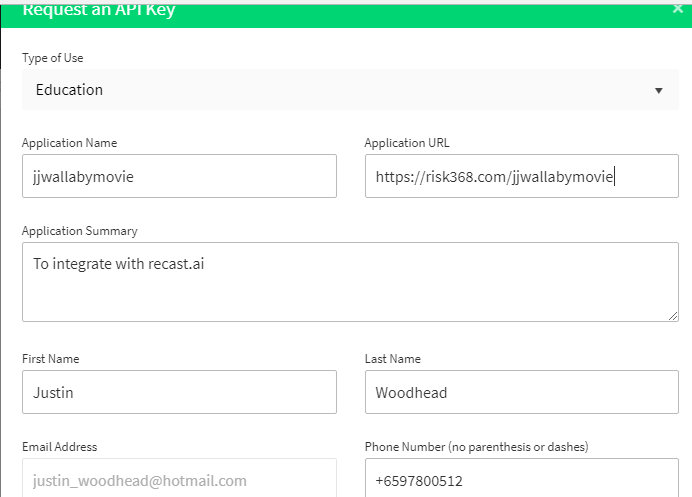 Request an API Key ×
Type of Use
Education
Application Name Application URL
jjwallabymovie https://risk368.com/jjwallabymovie
Application Summary
To integrate with recast.ai
First Name Last Name
Justin Woodhead
Email Address Phone Number (no parenthesis or dashes)
justin_woodhead@hotmail.com +6597800512